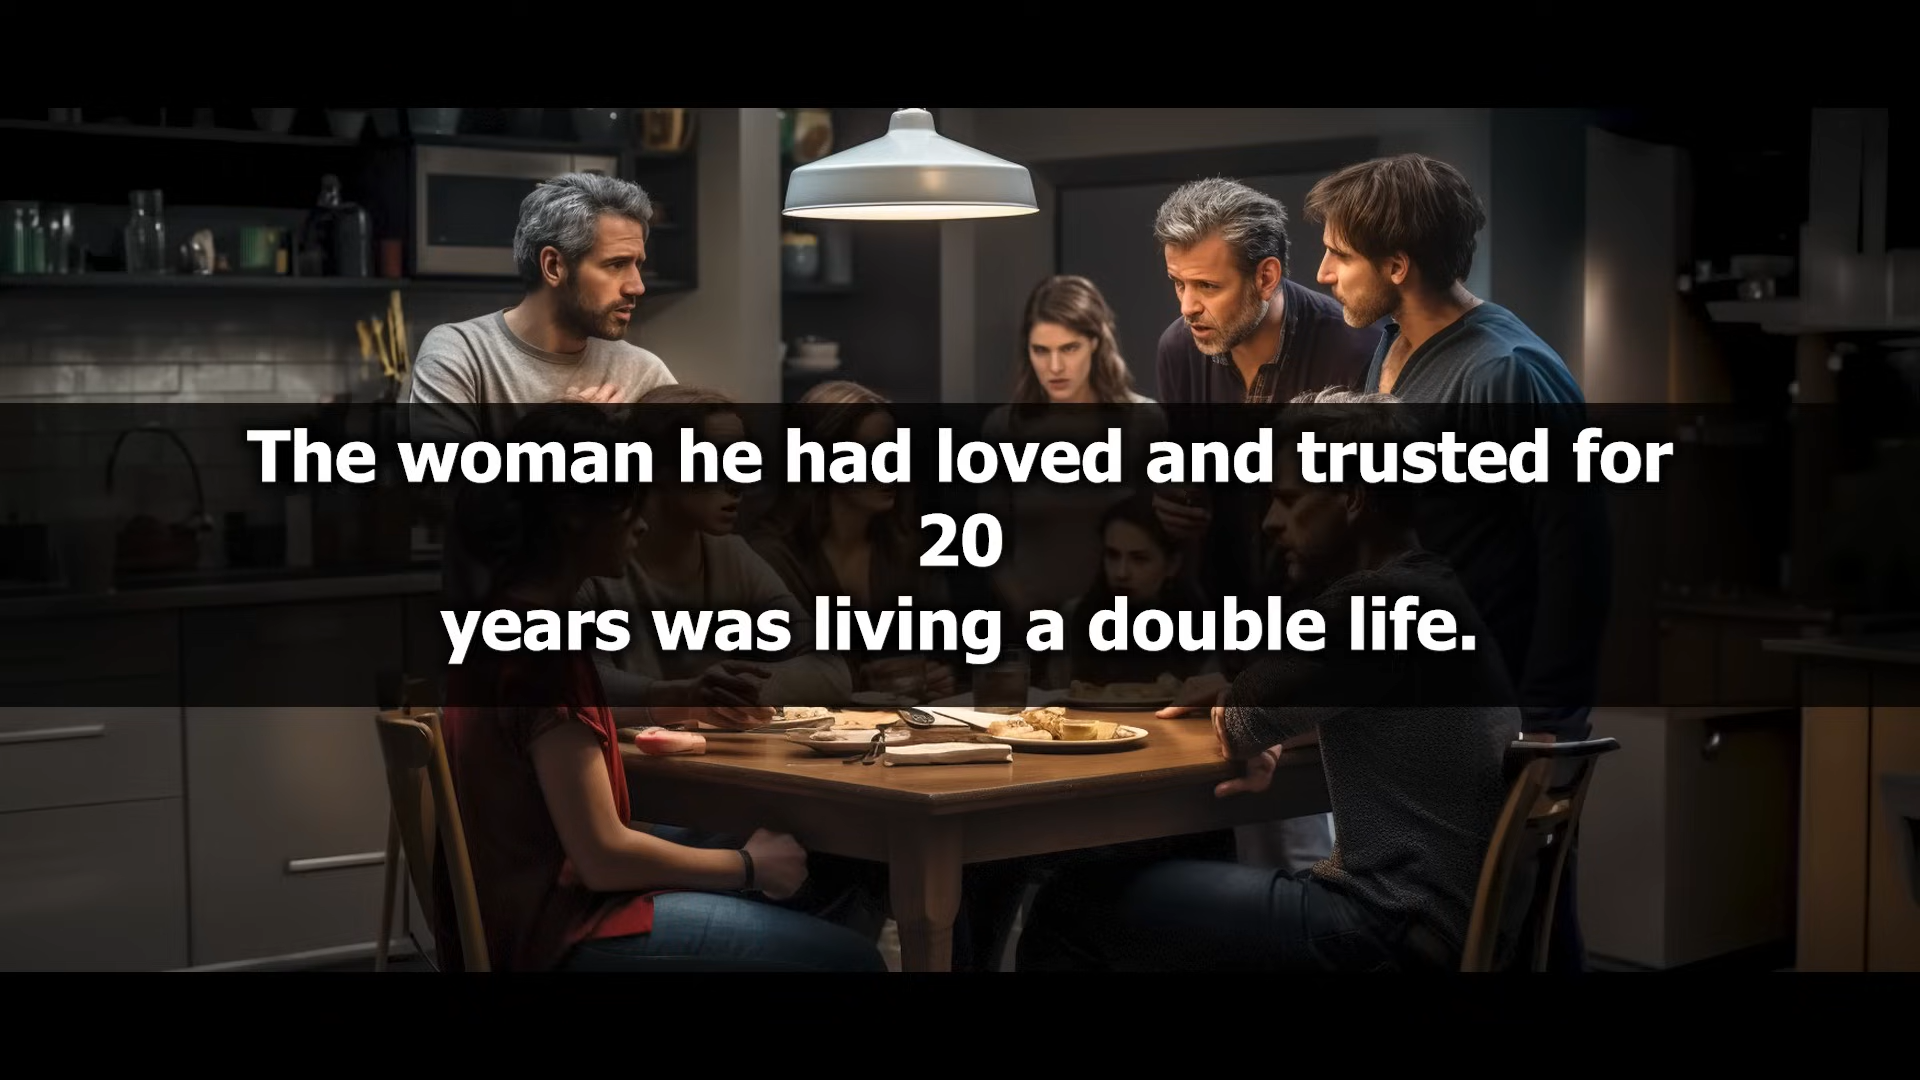 The woman he had loved and trusted for
20
years was living a double life.